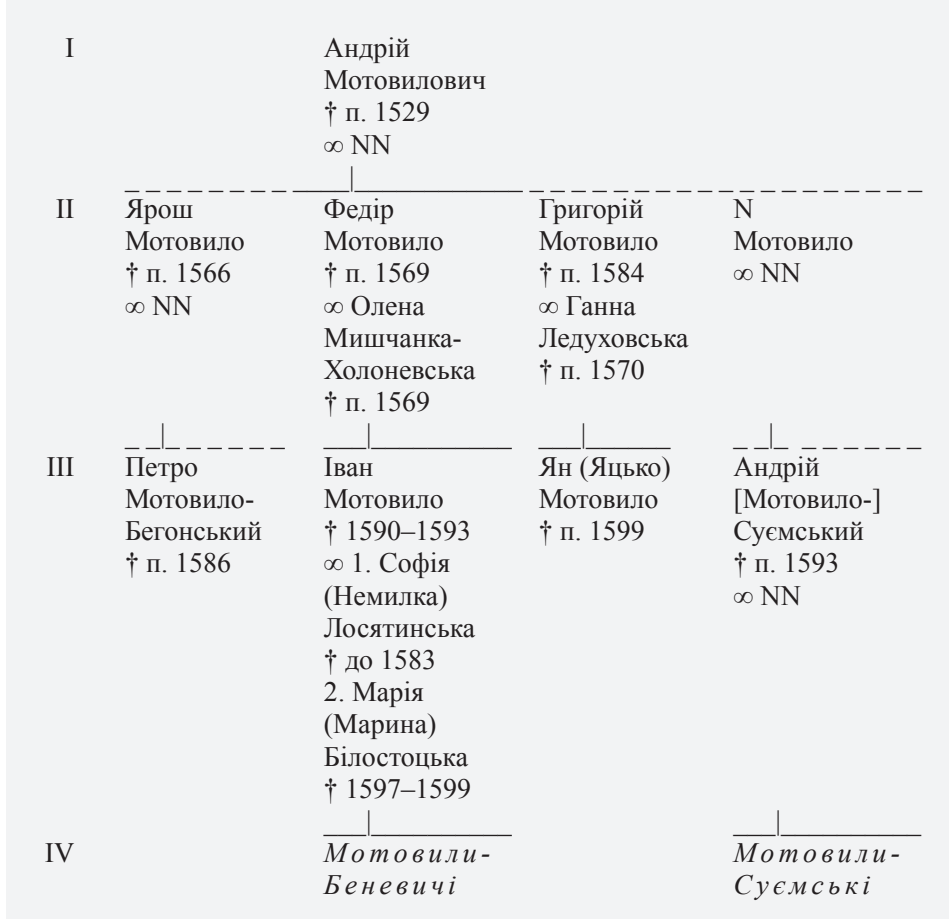 I
Андрій
Мотовилович
† п. 1529
∞ NN
II
Ярош
Мотовило
† п. 1566
∞ NN
Федір
Мотовило
† п. 1569
∞ Олена
Мишчанка-
Холоневська
† п. 1569
Григорій
Мотовило
† п. 1584
∞ Ганна
Ледуховська
† п. 1570
N
Мотовило
∞ NN
III
Петро
Мотовило-
Бегонський
† п. 1586
Іван
Мотовило
† 1590–1593
∞ 1. Софія
(Немилка)
Лосятинська
† до 1583
2. Марія
(Марина)
Білостоцька
† 1597–1599
Ян (Яцько)
Мотовило
† п. 1599
Андрій
[Мотовило-]
Суємський
† п. 1593
∞ NN
IV
Мотовили-
Беневичі
Мотовили-
Суємські